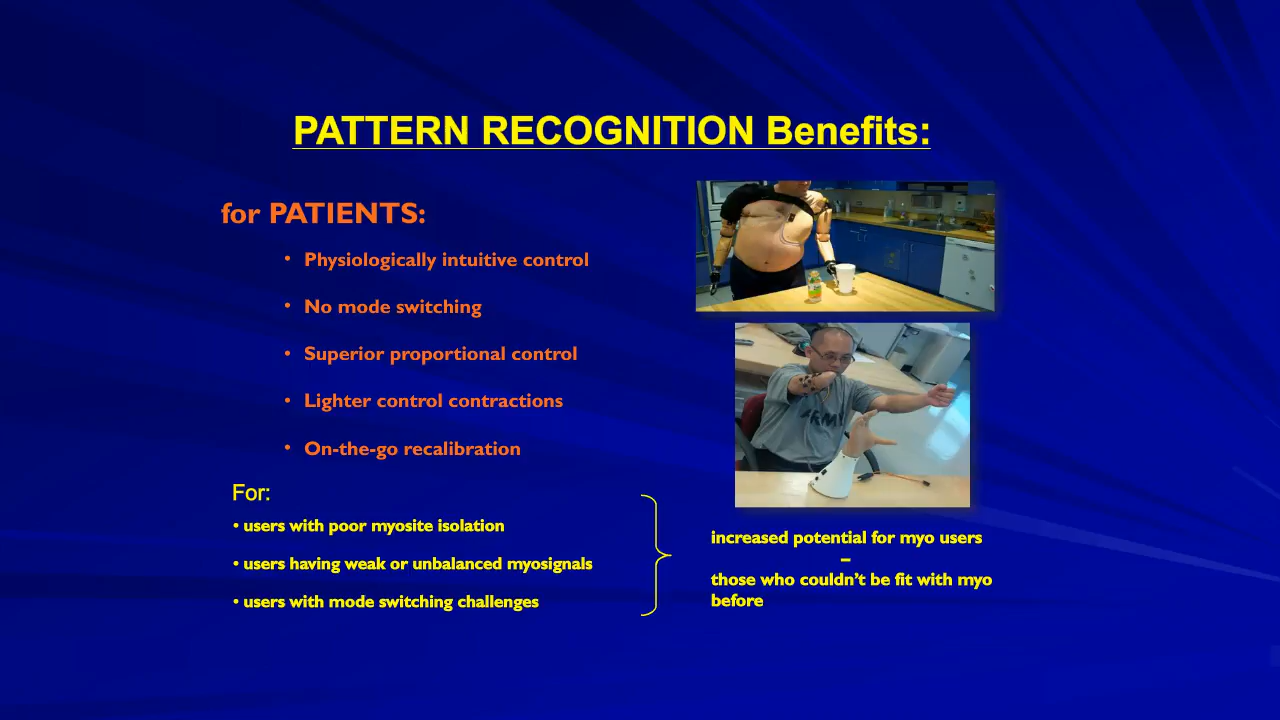 PATTERN RECOGNITION Benefits:
for PATIENTS:
• Physiologically intuitive control
• No mode switching
• Superior proportional control
• Lighter control contractions
• On-the-go recalibration
For:
• users with poor myosite isolation
• users having weak or unbalanced myosignals
• users with mode switching challenges
ARMY
increased potential for myo users
–
those who couldn’t be fit with myo
before